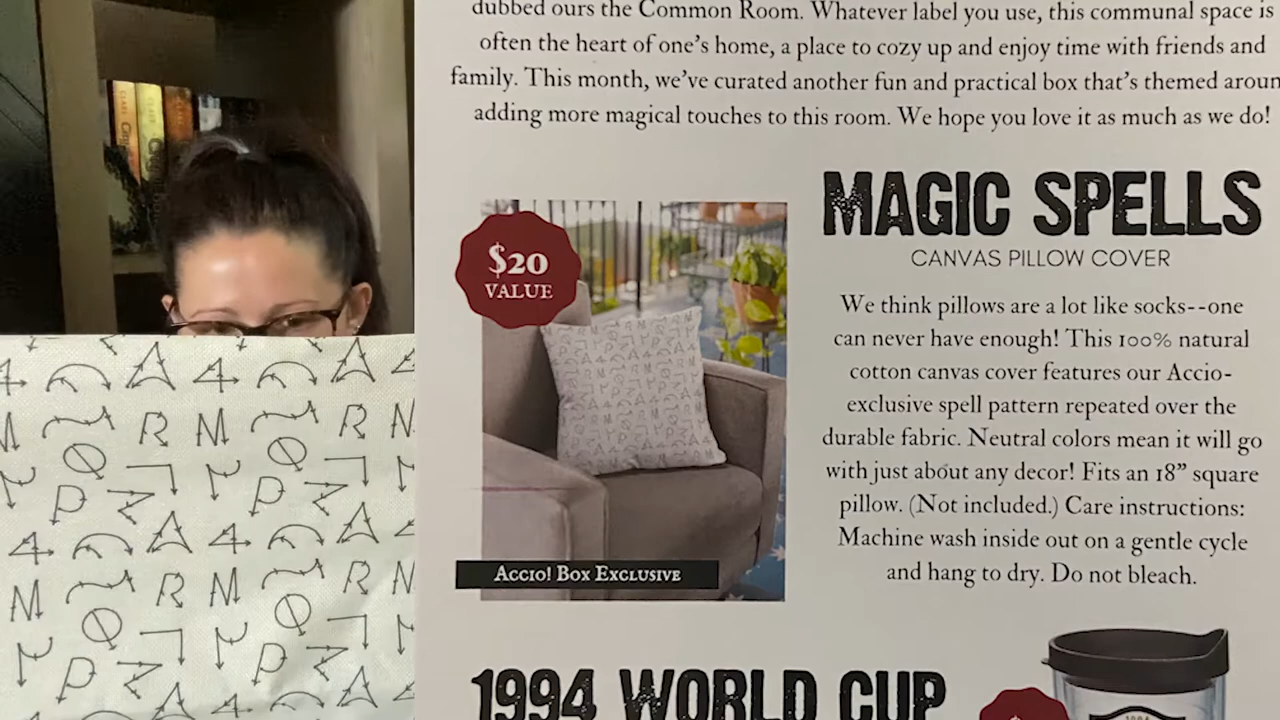 dubbed ours the Common Room. Whatever label you use, this communal space is
often the heart of one's home, a place to cozy up and enjoy time with friends and
family. This month, we've curated another fun and practical box that's themed aroun
adding more magical touches to this room. We hope you love it as much as we do!
MAGIC SPELLS
CANVAS PILLOW COVER
$20
VALUE
We think pillows are a lot like socks--one
can never have enough! This 100% natural
cotton canvas cover features our Accio-
exclusive spell pattern repeated over the
durable fabric. Neutral colors mean it will go
with just about any decor! Fits an 18" square
pillow. (Not included.) Care instructions:
Machine wash inside out on a gentle cycle
and hang to dry. Do not bleach.
Accio! Box Exclusive
1994 WORLD CUP